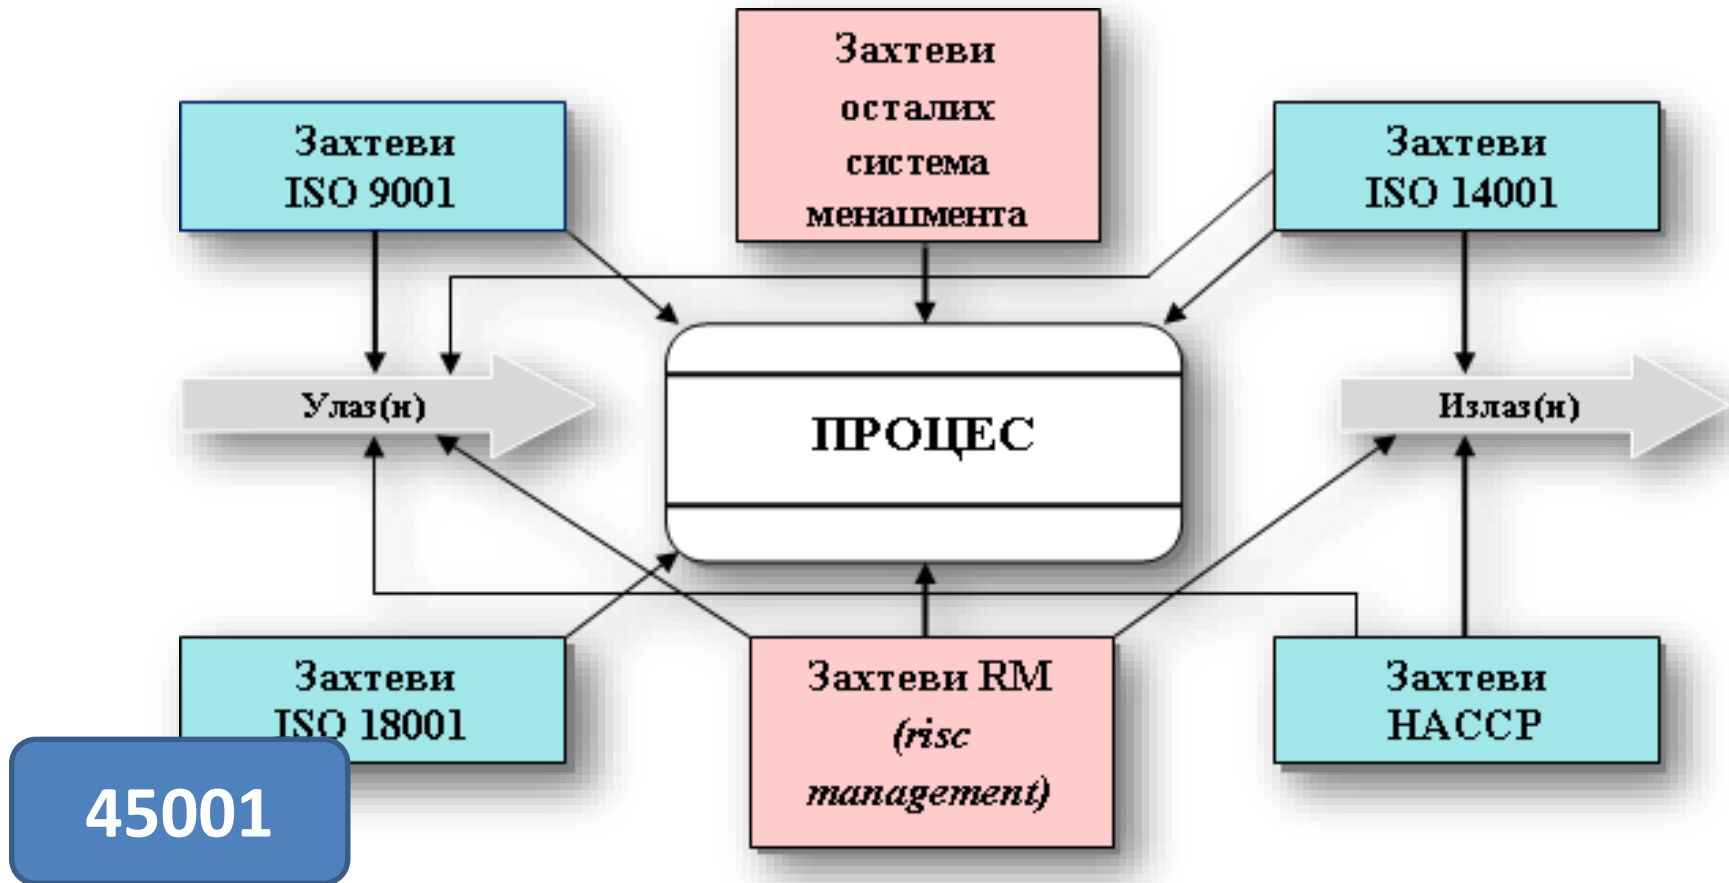 Захтеви
осталих
система
менаџмента
Захтеви
ISO 9001
Захтеви
ISO 14001
Улаз(и)
ПРОЦЕС
Излаз(и)
Захтеви
ISO 18001
Захтеви RM
(risc
management)
Захтеви
HACCP
45001